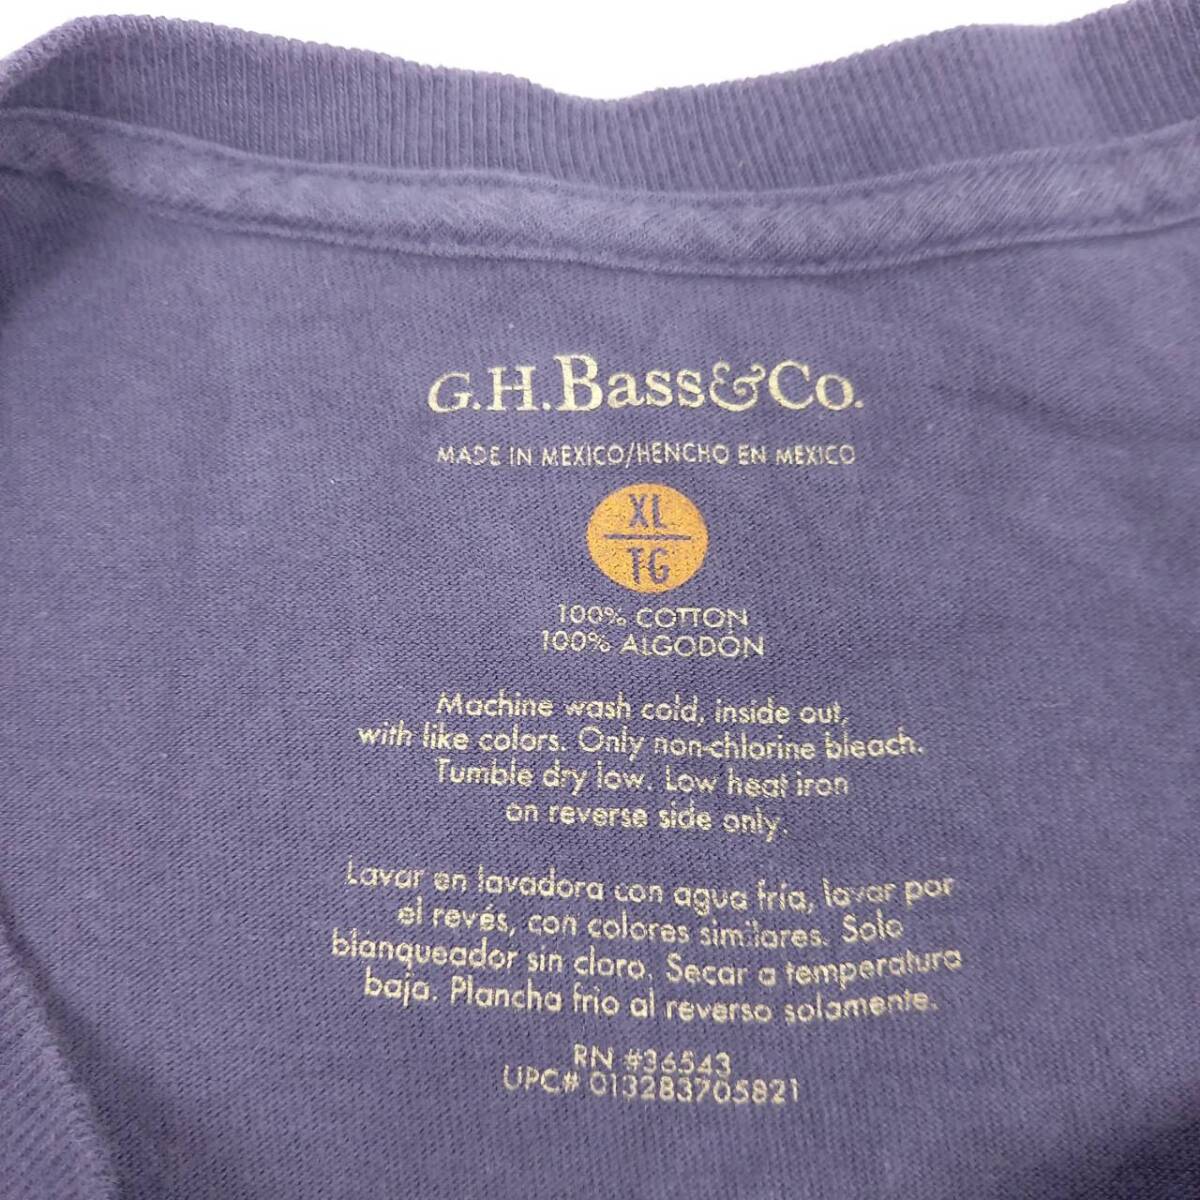 G.H.Bass&Co.
MADE IN MEXICO/HENCHO EN MEXICO
XL
TG
100% COTTON
100% ALGODÓN
Machine wash cold, inside out,
with like colors. Only non-chlorine bleach.
Tumble dry low. Low heat iron
on reverse side only.
Lavar en lavadora con agua fría, lavar por
el revés, con colores similares. Solo
blanqueador sin cloro. Secar a temperatura
baja. Plancha frio al reverso solamente.
RN #36543
UPC# 013283705821